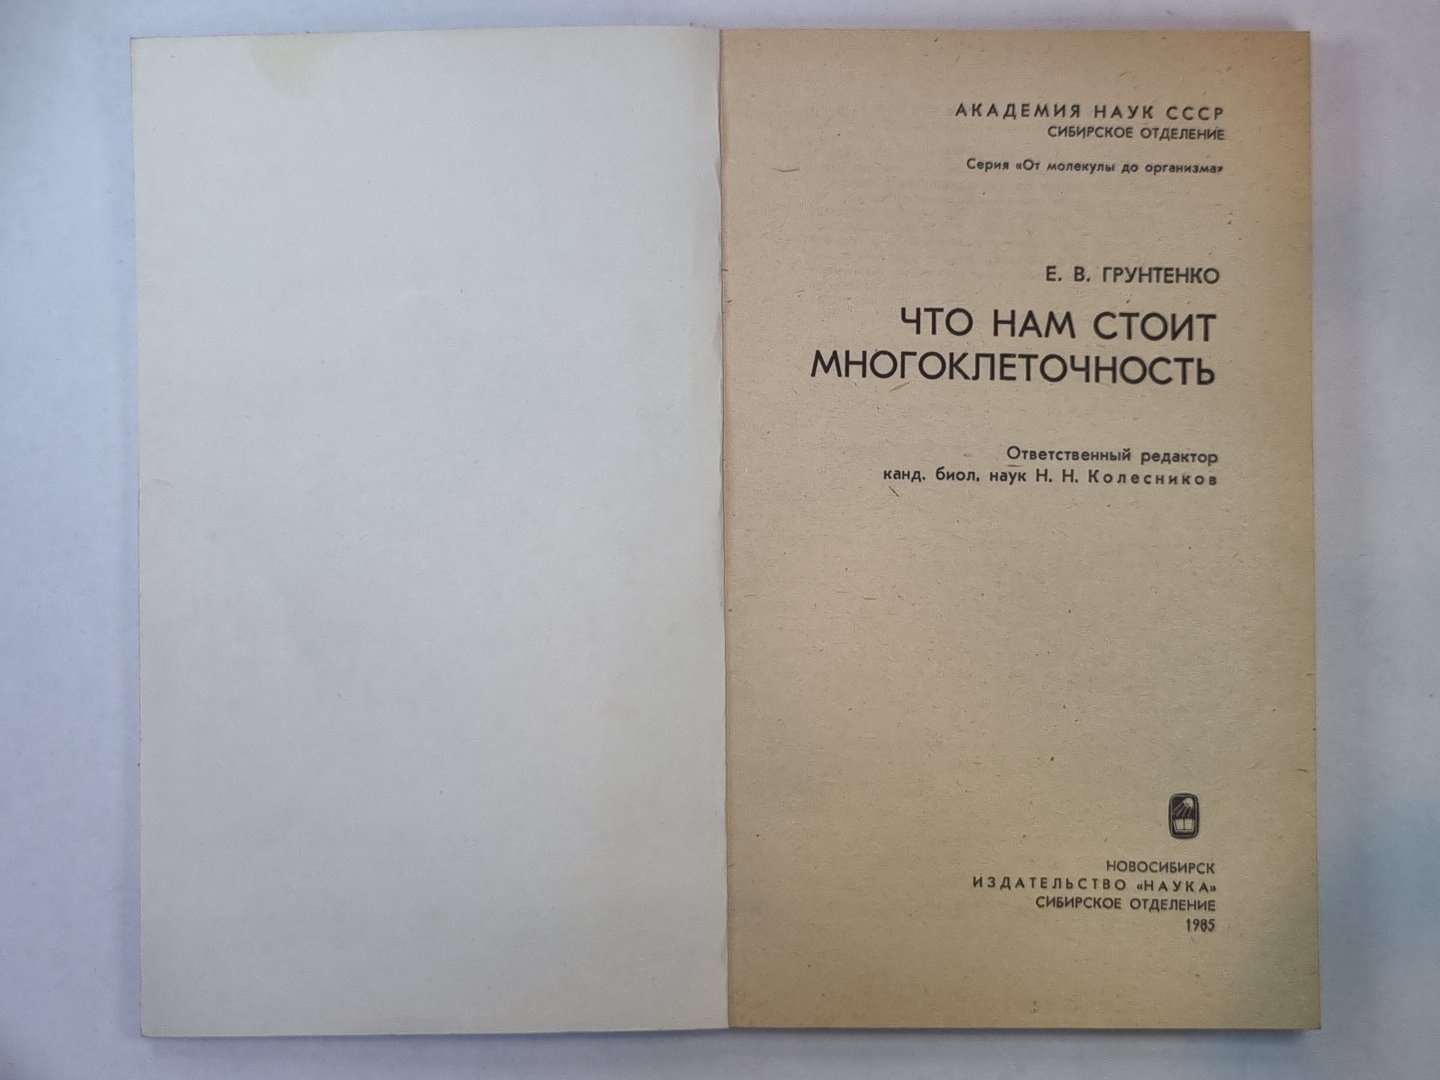 АКАДЕМИЯ НАУК СССР
СИБИРСКОЕ ОТДЕЛЕНИЕ
Серия «От молекулы до организма»
Е. В. ГРУНТЕНКО
ЧТО НАМ СТОИТ
МНОГОКЛЕТОЧНОСТЬ
Ответственный редактор
канд. биол. наук Н. Н. Колесников
НОВОСИБИРСК
ИЗДАТЕЛЬСТВО «НАУКА»
СИБИРСКОЕ ОТДЕЛЕНИЕ
1985